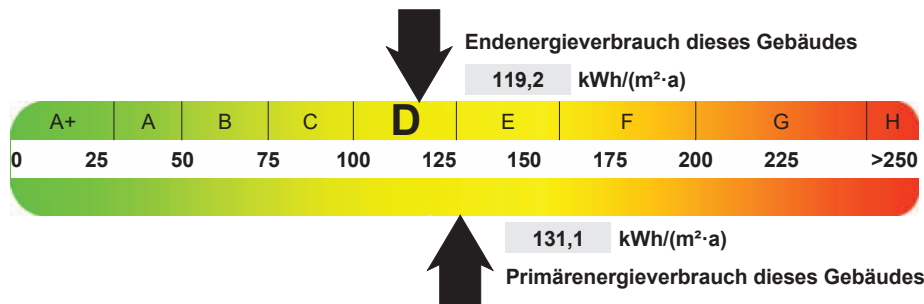 Endenergieverbrauch dieses Gebäudes
119,2 kWh/(m²·a)
A+ A B C D E F G H
0 25 50 75 100 125 150 175 200 225 >250
131,1 kWh/(m²·a)
Primärenergieverbrauch dieses Gebäudes